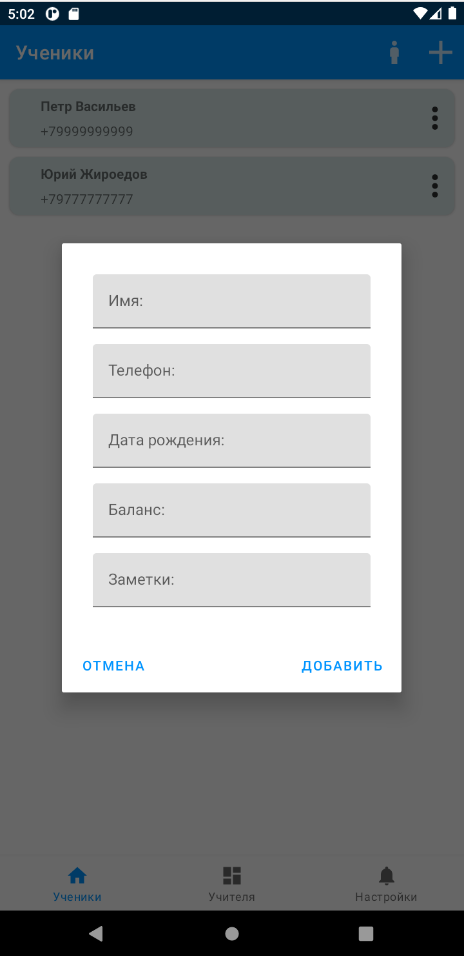 5:02
Ученики
Петр Васильев
+79999999999
Юрий Жироедов
+79777777777
Имя:
Телефон:
Дата рождения:
Баланс:
Заметки:
ОТМЕНА ДОБАВИТЬ
Ученики Учителя Настройки